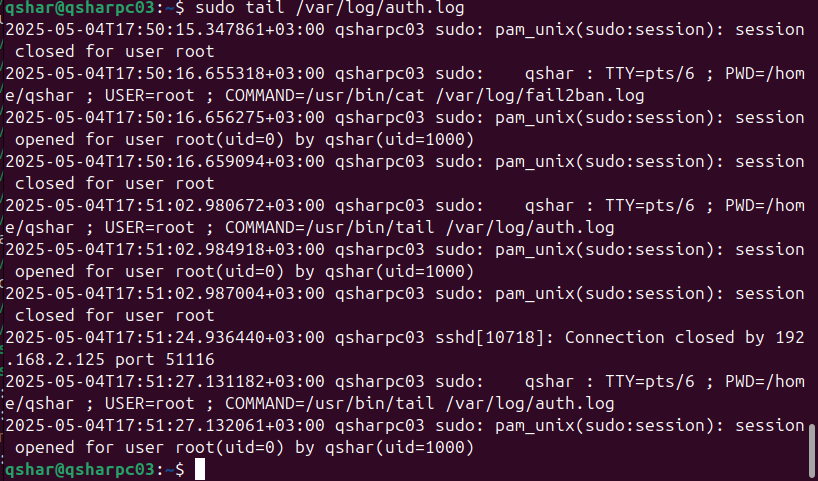 qshar@qsharpc03:~$ sudo tail /var/log/auth.log
2025-05-04T17:50:15.347861+03:00 qsharpc03 sudo: pam_unix(sudo:session): session
 closed for user root
2025-05-04T17:50:16.655318+03:00 qsharpc03 sudo:    qshar : TTY=pts/6 ; PWD=/hom
e/qshar ; USER=root ; COMMAND=/usr/bin/cat /var/log/fail2ban.log
2025-05-04T17:50:16.656275+03:00 qsharpc03 sudo: pam_unix(sudo:session): session
 opened for user root(uid=0) by qshar(uid=1000)
2025-05-04T17:50:16.659094+03:00 qsharpc03 sudo: pam_unix(sudo:session): session
 closed for user root
2025-05-04T17:51:02.980672+03:00 qsharpc03 sudo:    qshar : TTY=pts/6 ; PWD=/hom
e/qshar ; USER=root ; COMMAND=/usr/bin/tail /var/log/auth.log
2025-05-04T17:51:02.984918+03:00 qsharpc03 sudo: pam_unix(sudo:session): session
 opened for user root(uid=0) by qshar(uid=1000)
2025-05-04T17:51:02.987004+03:00 qsharpc03 sudo: pam_unix(sudo:session): session
 closed for user root
2025-05-04T17:51:24.936440+03:00 qsharpc03 sshd[10718]: Connection closed by 192
.168.2.125 port 51116
2025-05-04T17:51:27.131182+03:00 qsharpc03 sudo:    qshar : TTY=pts/6 ; PWD=/hom
e/qshar ; USER=root ; COMMAND=/usr/bin/tail /var/log/auth.log
2025-05-04T17:51:27.132061+03:00 qsharpc03 sudo: pam_unix(sudo:session): session
 opened for user root(uid=0) by qshar(uid=1000)
qshar@qsharpc03:~$